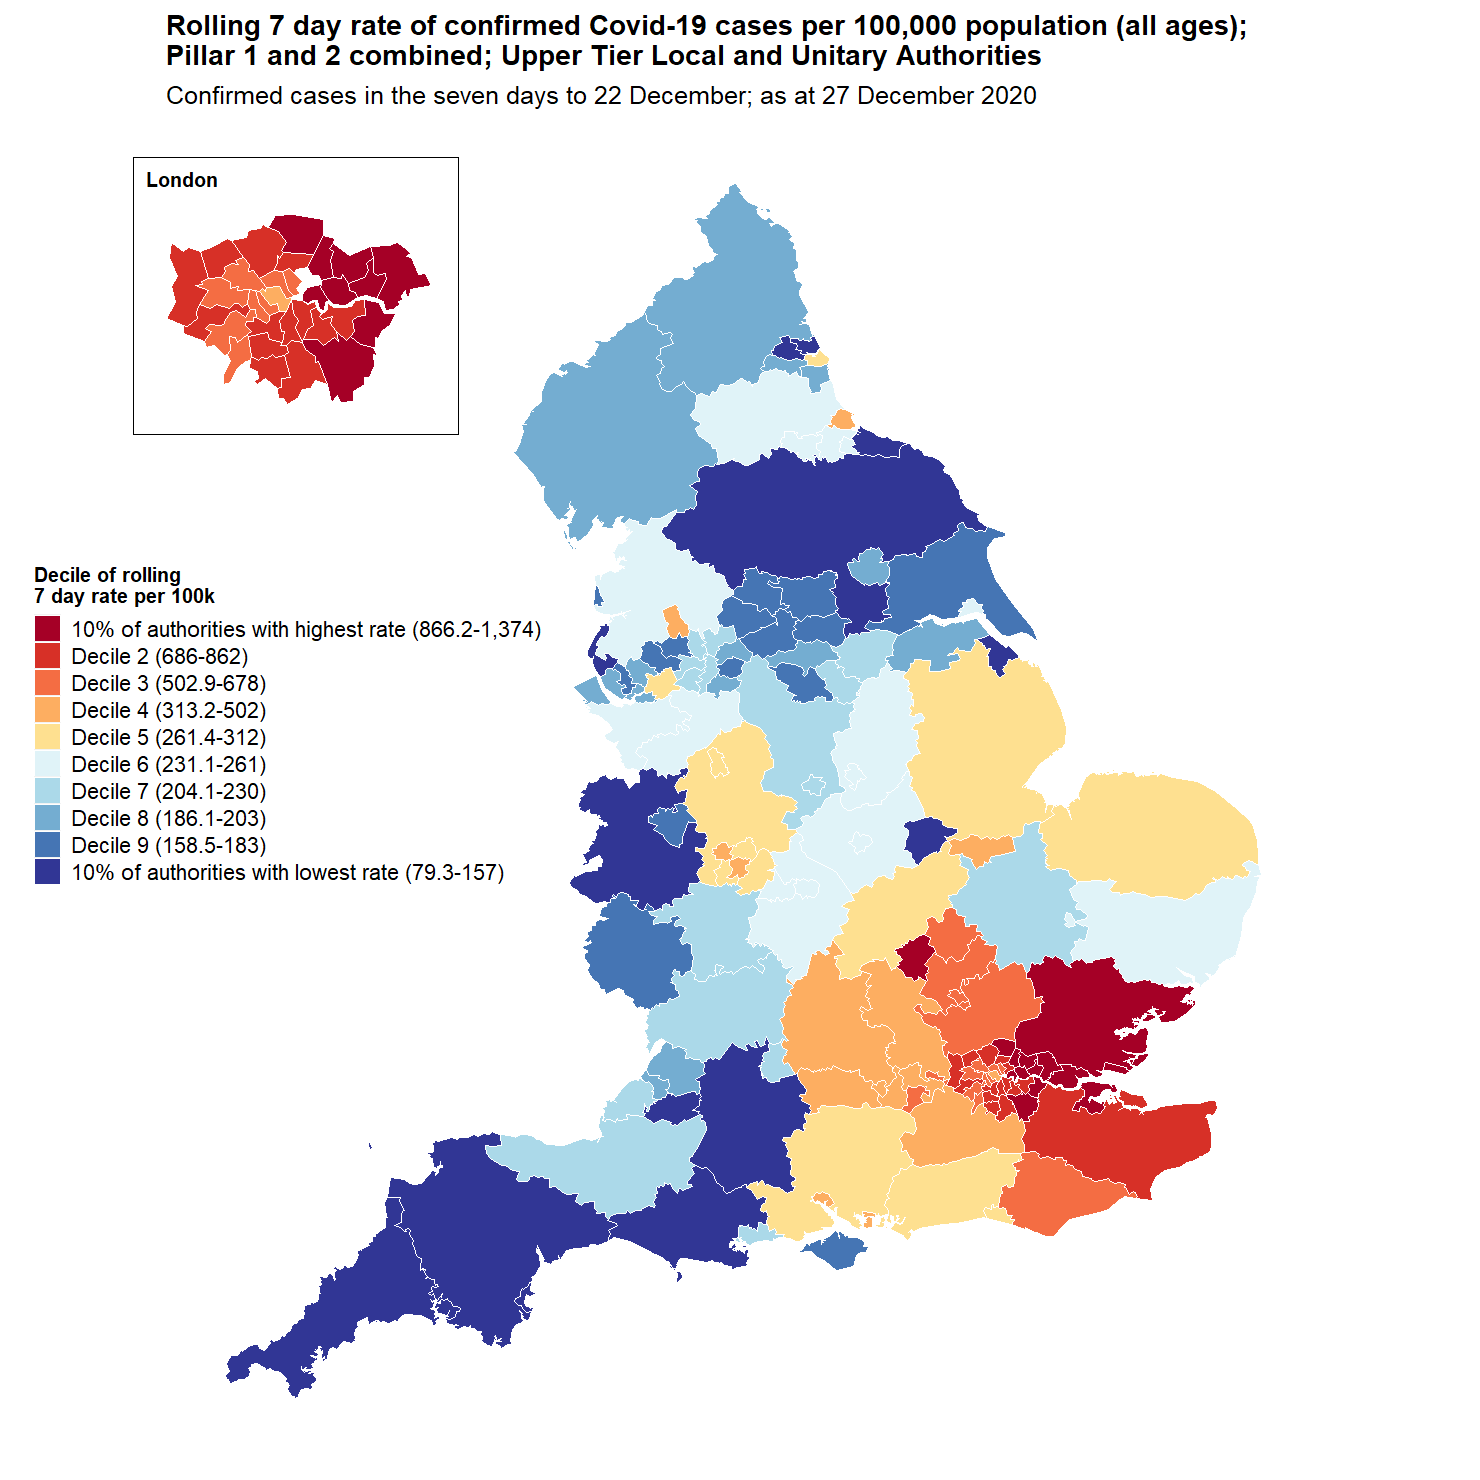 Rolling 7 day rate of confirmed Covid-19 cases per 100,000 population (all ages);
Pillar 1 and 2 combined; Upper Tier Local and Unitary Authorities
Confirmed cases in the seven days to 22 December; as at 27 December 2020
London
Decile of rolling
7 day rate per 100k
10% of authorities with highest rate (866.2-1,374)
Decile 2 (686-862)
Decile 3 (502.9-678)
Decile 4 (313.2-502)
Decile 5 (261.4-312)
Decile 6 (231.1-261)
Decile 7 (204.1-230)
Decile 8 (186.1-203)
Decile 9 (158.5-183)
10% of authorities with lowest rate (79.3-157)